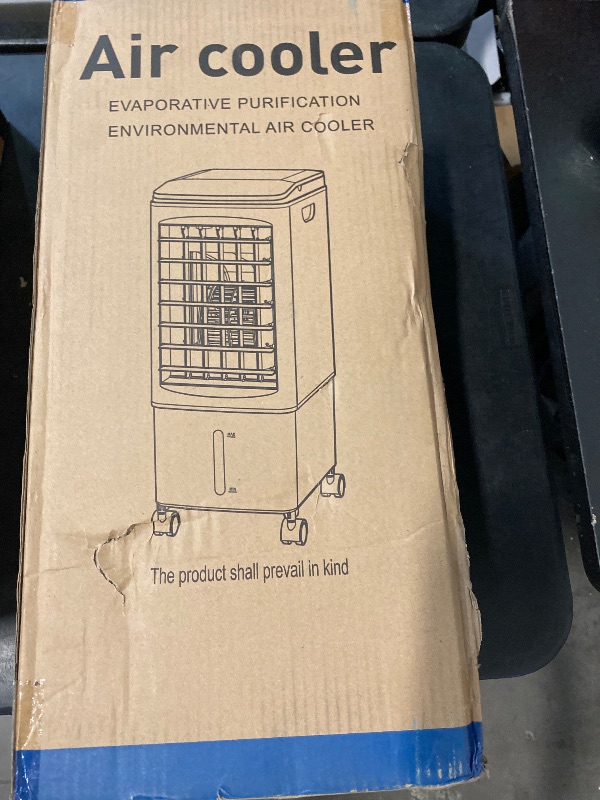 Air cooler
EVAPORATIVE PURIFICATION
ENVIRONMENTAL AIR COOLER
The product shall prevail in kind